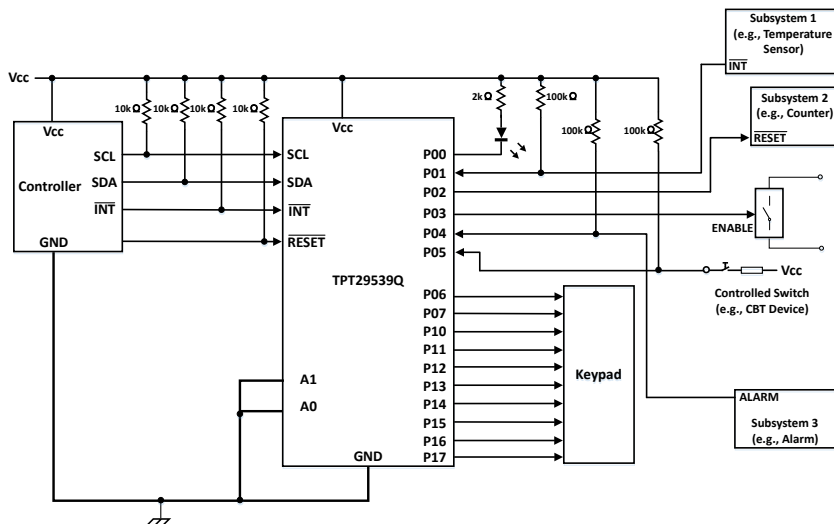 Subsystem 1
(e.g., Temperature
Sensor)
INT
Subsystem 2
(e.g., Counter)
RESET
Vcc
10kΩ
10kΩ
10kΩ
10kΩ
2kΩ
100kΩ
100kΩ
100kΩ
Vcc
Controller
SCL
SDA
INT
GND
Vcc
SCL
SDA
INT
RESET
TPT29539Q
A1
A0
GND
P00
P01
P02
P03
P04
P05
P06
P07
P10
P11
P12
P13
P14
P15
P16
P17
Keypad
ENABLE
Vcc
Controlled Switch
(e.g., CBT Device)
ALARM
Subsystem 3
(e.g., Alarm)